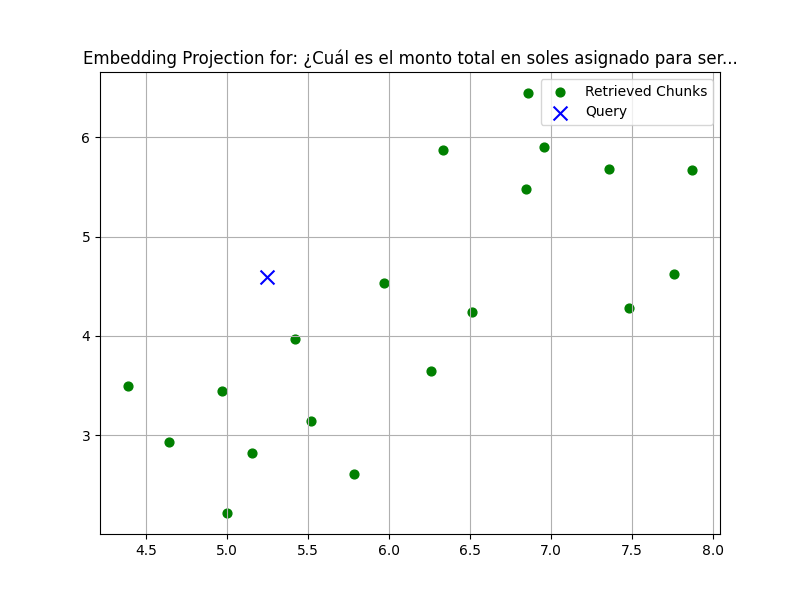 Embedding Projection for: ¿Cuál es el monto total en soles asignado para ser...
Retrieved Chunks
Query
6
5
4
3
4.5 5.0 5.5 6.0 6.5 7.0 7.5 8.0